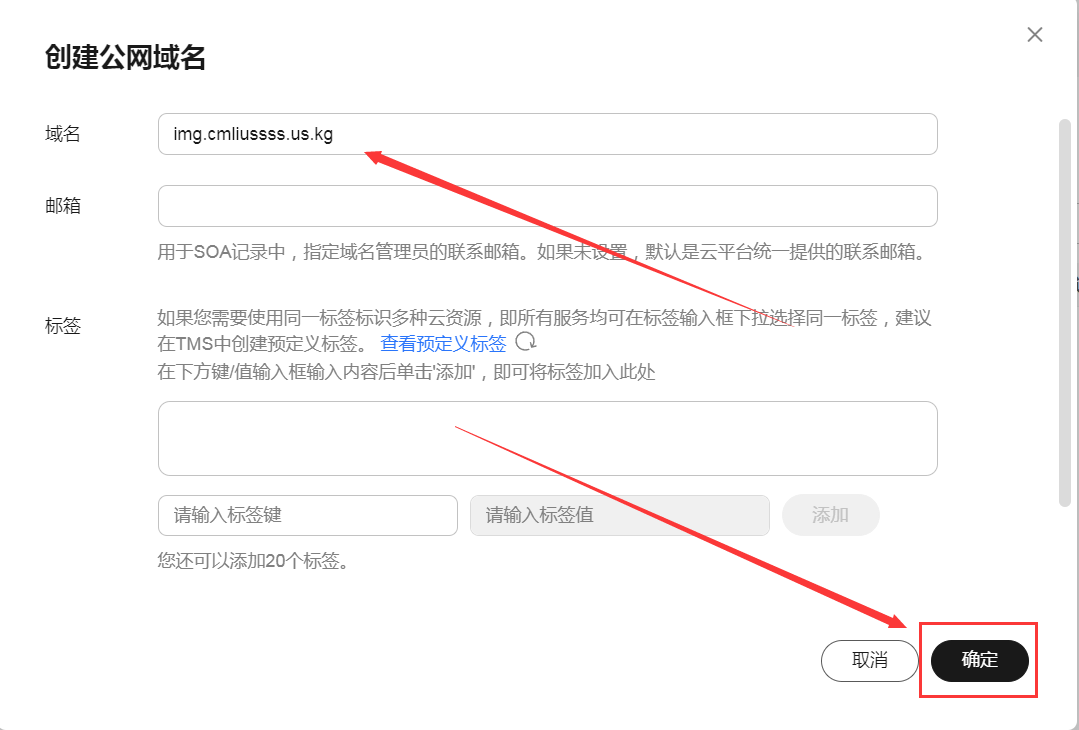 创建公网域名
域名
img.cmliussss.us.kg
邮箱
用于SOA记录中，指定域名管理员的联系邮箱。如果未设置，默认是云平台统一提供的联系邮箱。
标签
如果您需要使用同一标签标识多种云资源，即所有服务均可在标签输入框下拉选择同一标签，建议
在TMS中创建预定义标签。 查看预定义标签
在下方键/值输入框输入内容后单击'添加'，即可将标签加入此处
请输入标签键 请输入标签值 添加
您还可以添加20个标签。
取消 确定